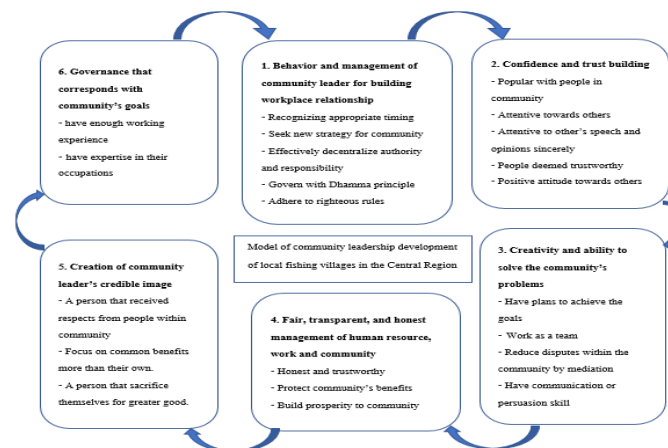 6. Governance that
corresponds with
community's goals
- have enough working
experience
- have expertise in their
occupations
1. Behavior and management of
community leader for building
workplace relationship
- Recognizing appropriate timing
- Seek new strategy for community
- Effectively decentralize authority
and responsibility
- Govern with Dhamma principle
- Adhere to righteous rules
2. Confidence and trust building
- Popular with people in
community
- Attentive towards others
- Attentive to other's speech and
opinions sincerely
- People deemed trustworthy
- Positive attitude towards others
Model of community leadership development
of local fishing villages in the Central Region
5. Creation of community
leader's credible image
- A person that received
respects from people within
community
- Focus on common benefits
more than their own.
- A person that sacrifice
themselves for greater good.
4. Fair, transparent, and honest
management of human resource,
work and community
- Honest and trustworthy
- Protect community's benefits
- Build prosperity to community
3. Creativity and ability to
solve the community's
problems
- Have plans to achieve the
goals
- Work as a team
- Reduce disputes within the
community by mediation
- Have communication or
persuasion skill